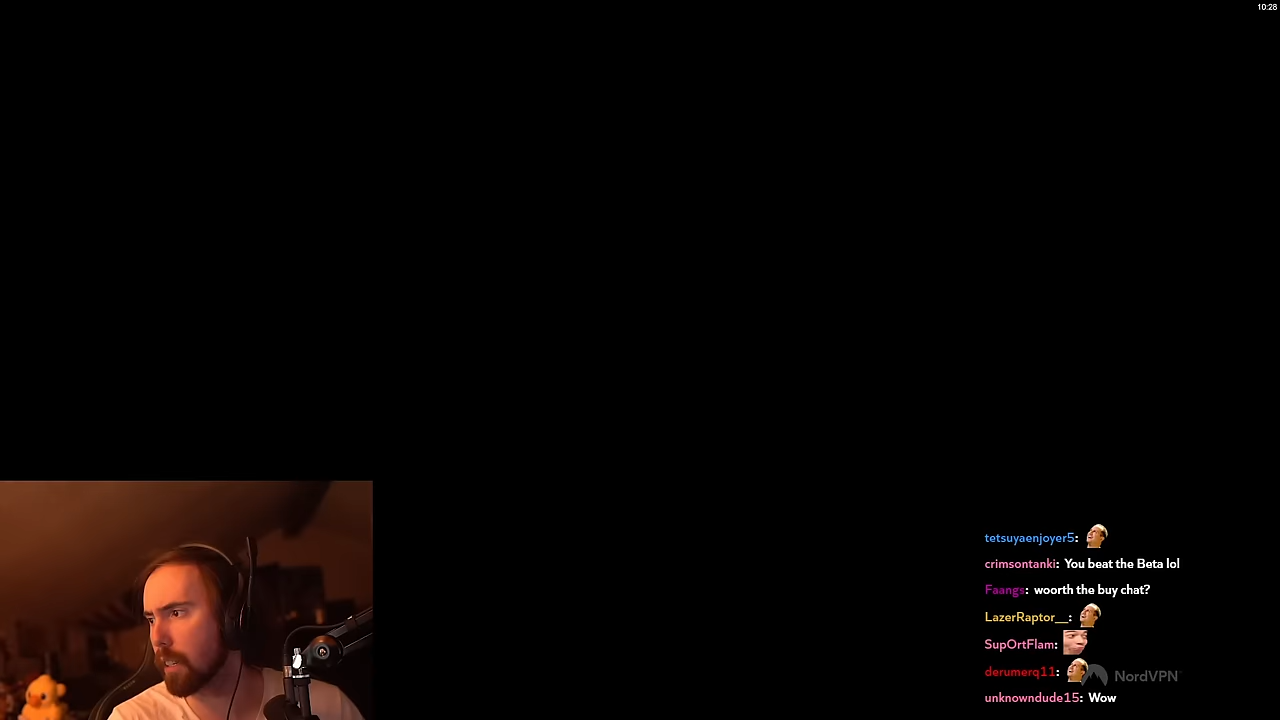 10:28
tetsuyaenjoyer5:
crimsontanki: You beat the Beta lol
Faangs: woorth the buy chat?
LazerRaptor__:
SupOrtFlam:
derumerq11:
NordVPN
unknowndude15: Wow